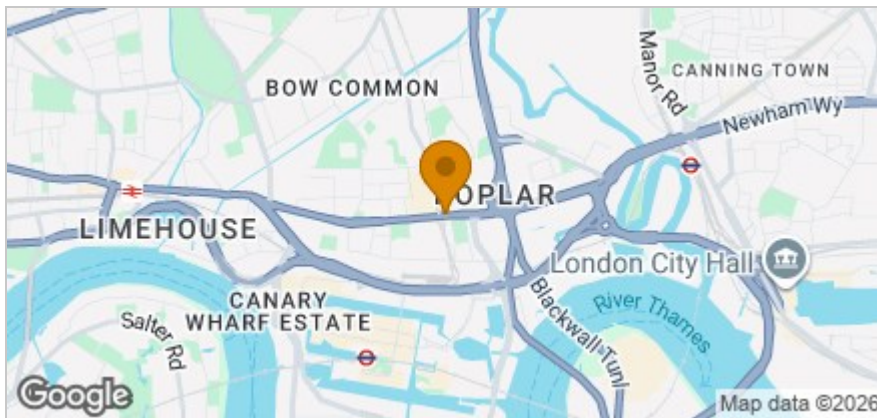 BOW COMMON
Manor Rd
CANNING TOWN
Newham Wy
POPLAR
LIMEHOUSE
London City Hall
CANARY
WHARF ESTATE
River Thames
Blackwall Tunl
Salter Rd
Google
Map data ©2026